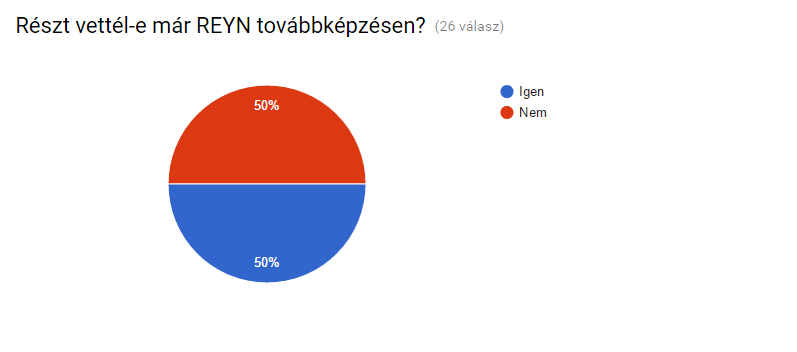 Részt vettél-e már REYN továbbképzésen? (26 válasz)
Igen
Nem
50%
50%